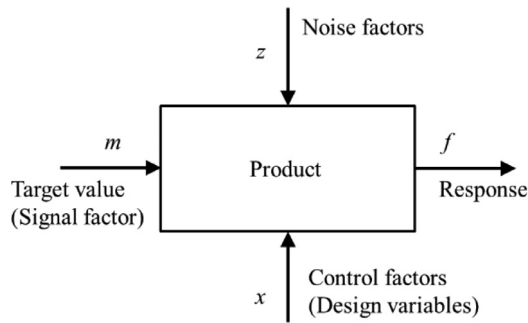 Noise factors
z
m
f
Product
Target value
(Signal factor)
Response
Control factors
(Design variables)
x